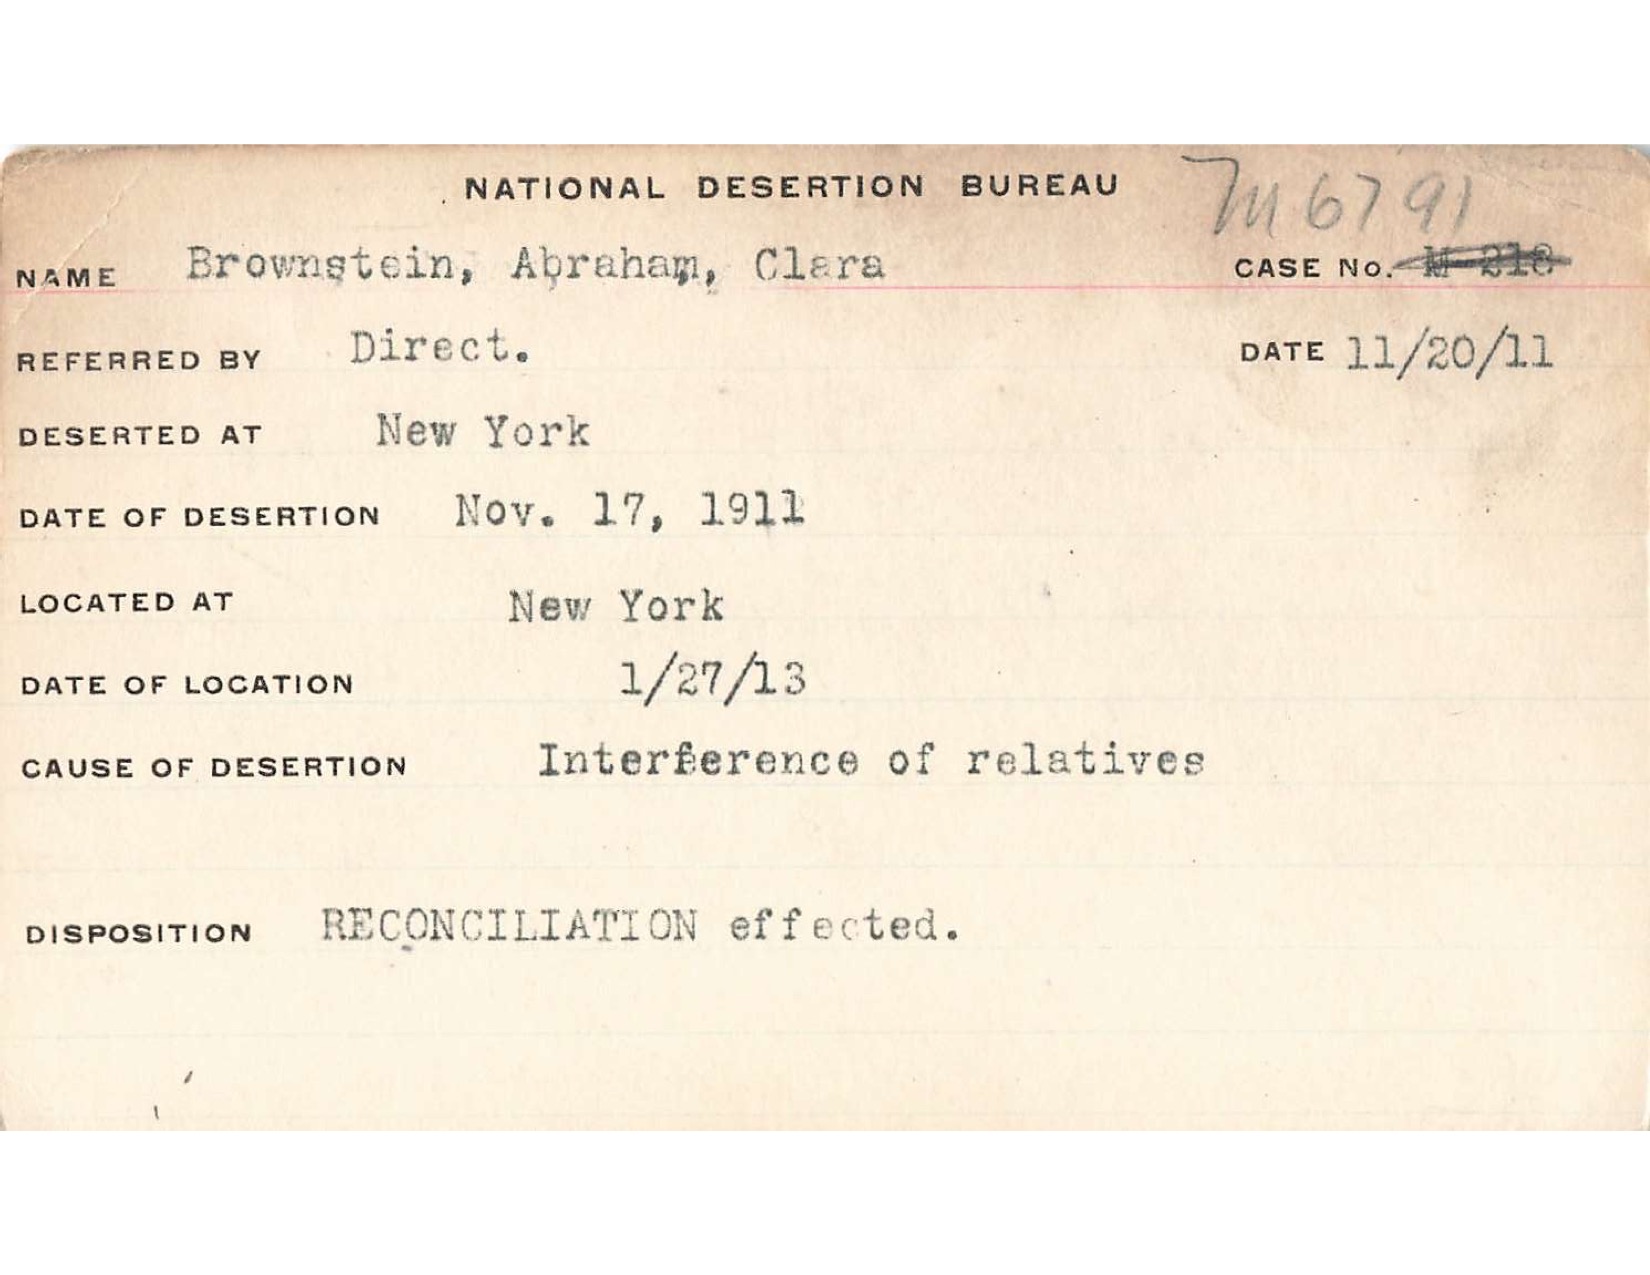 NATIONAL DESERTION BUREAU M6791
NAME Brownstein, Abraham, Clara CASE No. M 218
REFERRED BY Direct. DATE 11/20/11
DESERTED AT New York
DATE OF DESERTION Nov. 17, 1911
LOCATED AT New York
DATE OF LOCATION 1/27/13
CAUSE OF DESERTION Interference of relatives
DISPOSITION RECONCILIATION effected.